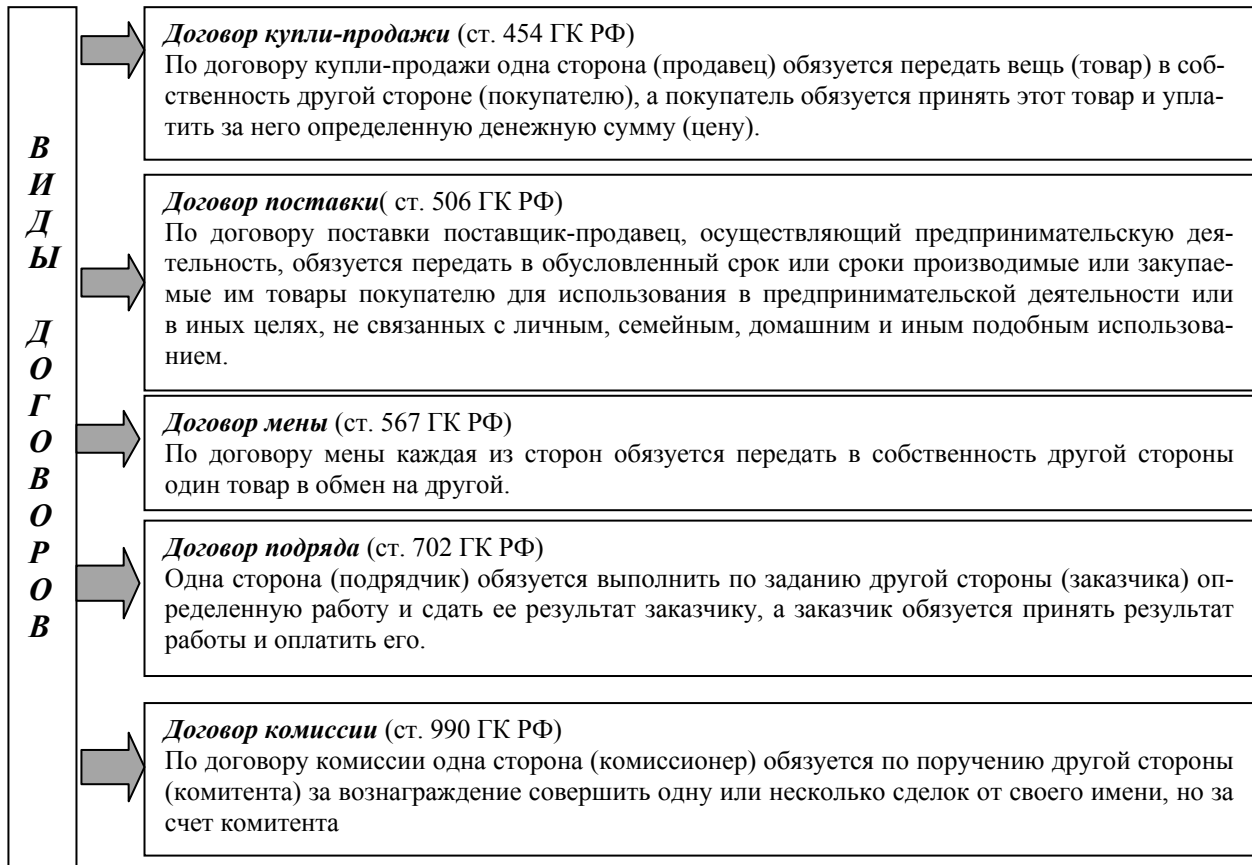 ВИДЫ ДОГОВОРОВ
Договор купли-продажи (ст. 454 ГК РФ)
По договору купли-продажи одна сторона (продавец) обязуется передать вещь (товар) в соб-
ственность другой стороне (покупателю), а покупатель обязуется принять этот товар и упла-
тить за него определенную денежную сумму (цену).
Договор поставки( ст. 506 ГК РФ)
По договору поставки поставщик-продавец, осуществляющий предпринимательскую дея-
тельность, обязуется передать в обусловленный срок или сроки производимые или закупае-
мые им товары покупателю для использования в предпринимательской деятельности или
в иных целях, не связанных с личным, семейным, домашним и иным подобным использова-
нием.
Договор мены (ст. 567 ГК РФ)
По договору мены каждая из сторон обязуется передать в собственность другой стороны
один товар в обмен на другой.
Договор подряда (ст. 702 ГК РФ)
Одна сторона (подрядчик) обязуется выполнить по заданию другой стороны (заказчика) оп-
ределенную работу и сдать ее результат заказчику, а заказчик обязуется принять результат
работы и оплатить его.
Договор комиссии (ст. 990 ГК РФ)
По договору комиссии одна сторона (комиссионер) обязуется по поручению другой стороны
(комитента) за вознаграждение совершить одну или несколько сделок от своего имени, но за
счет комитента